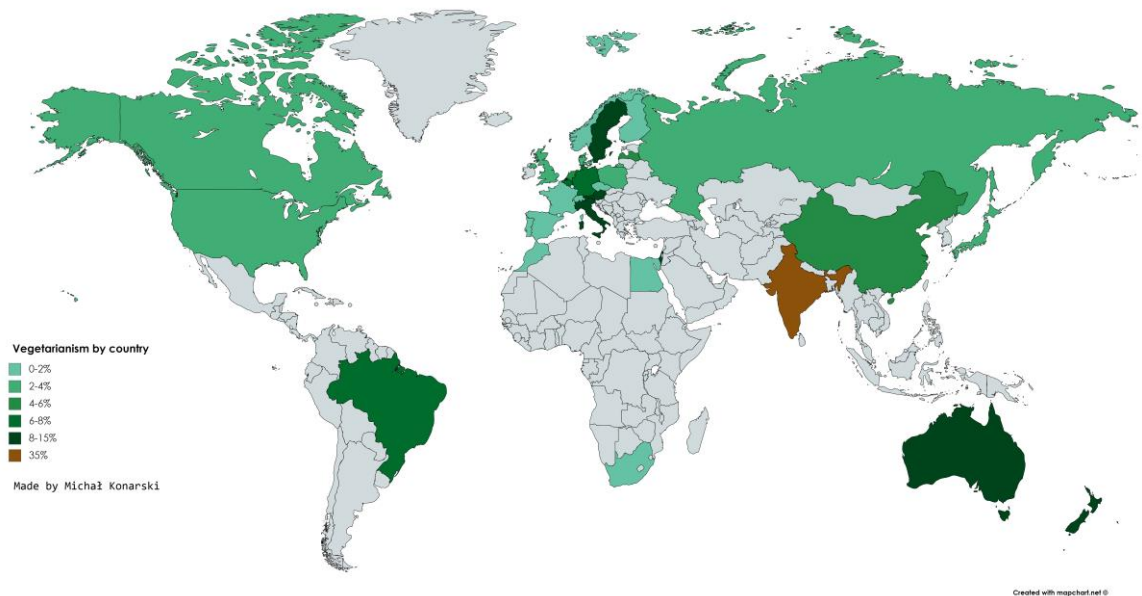 Vegetarianism by country
0-2%
2-4%
4-6%
6-8%
8-15%
35%
Made by Michał Konarski
Created with mapchart.net ©